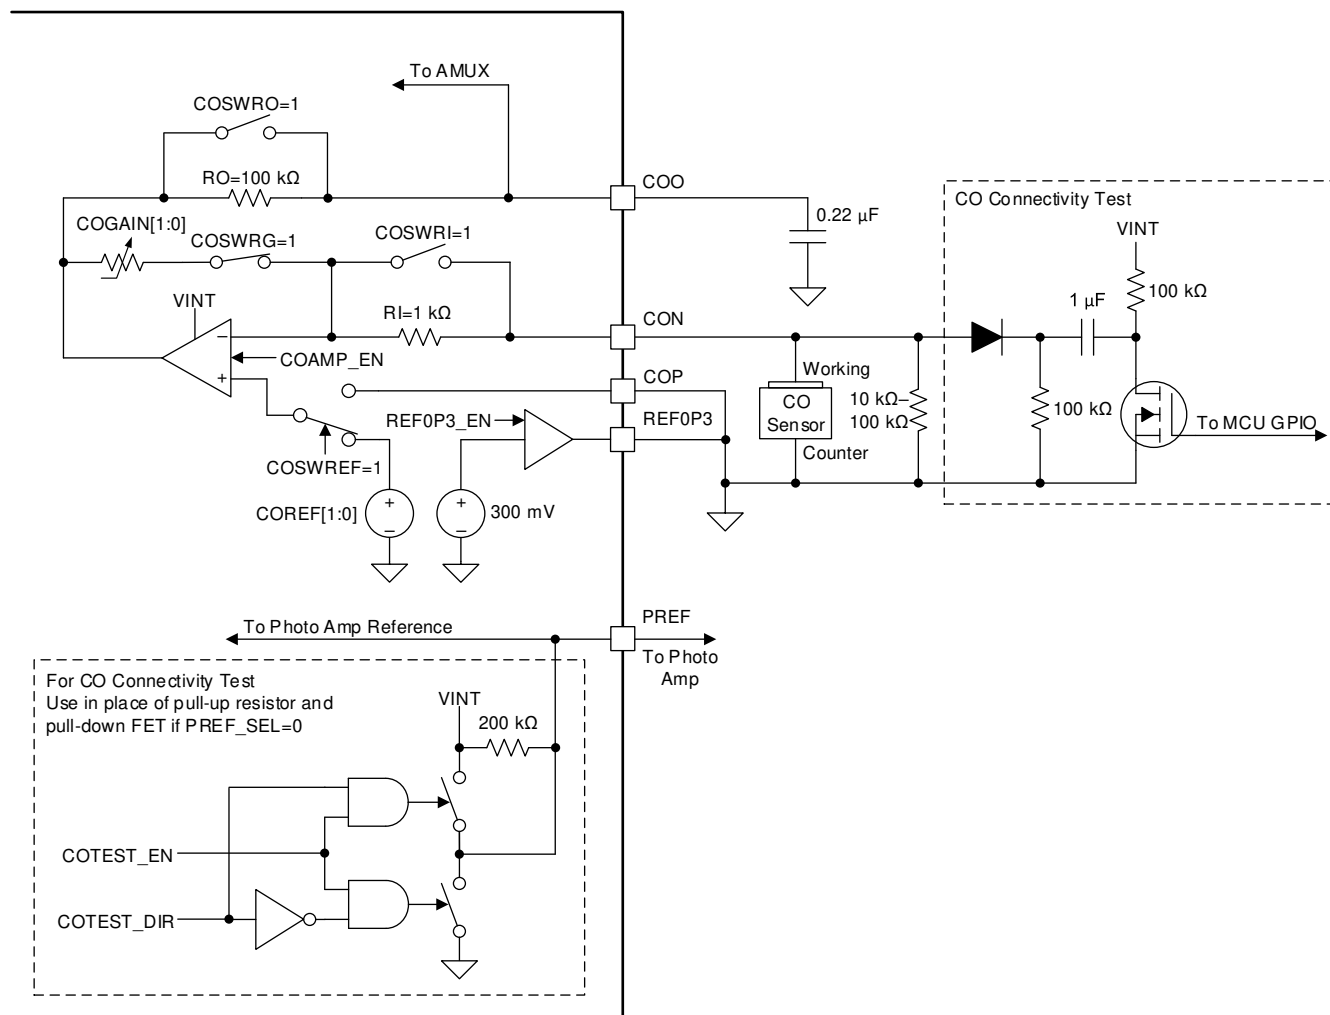 To AMUX
COSWRO=1
RO=100 kΩ
COO
COGAIN[1:0]
COSWRG=1
COSWRI=1
0.22 µF
CO Connectivity Test
VINT
100 kΩ
1 µF
VINT
RI=1 kΩ
CON
−
+
COAMP_EN
COP
Working
CO
Sensor
Counter
10 kΩ–
100 kΩ
100 kΩ
REF0P3_EN
REF0P3
To MCU GPIO
COSWREF=1
COREF[1:0]
+
−
+
−
300 mV
PREF
To Photo Amp Reference
To Photo
Amp
For CO Connectivity Test
Use in place of pull-up resistor and
pull-down FET if PREF_SEL=0
VINT
200 kΩ
COTEST_EN
COTEST_DIR